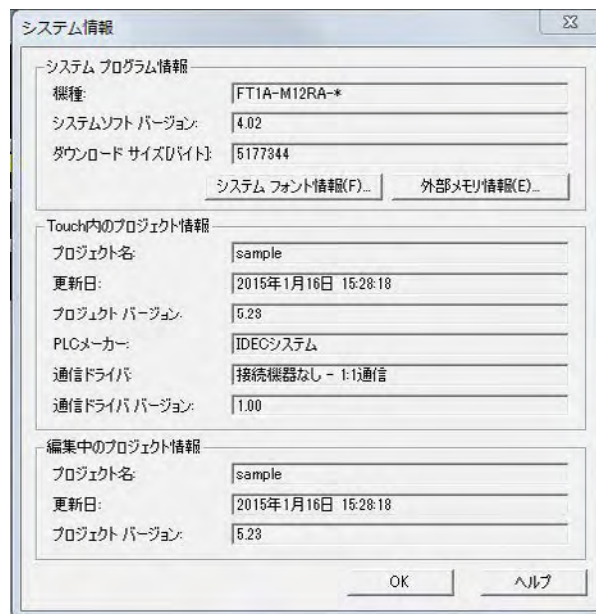 システム情報
システム プログラム情報
機種: FT1A-M12RA-*
システムソフト バージョン: 4.02
ダウンロード サイズ[バイト]: 5177344
システム フォント情報(F)... 外部メモリ情報(E)...
Touch内のプロジェクト情報
プロジェクト名: sample
更新日: 2015年1月16日 15:28:18
プロジェクト バージョン: 5.23
PLCメーカー: IDECシステム
通信ドライバ: 接続機器なし - 1:1通信
通信ドライバ バージョン: 1.00
編集中のプロジェクト情報
プロジェクト名: sample
更新日: 2015年1月16日 15:28:18
プロジェクト バージョン: 5.23
OK ヘルプ